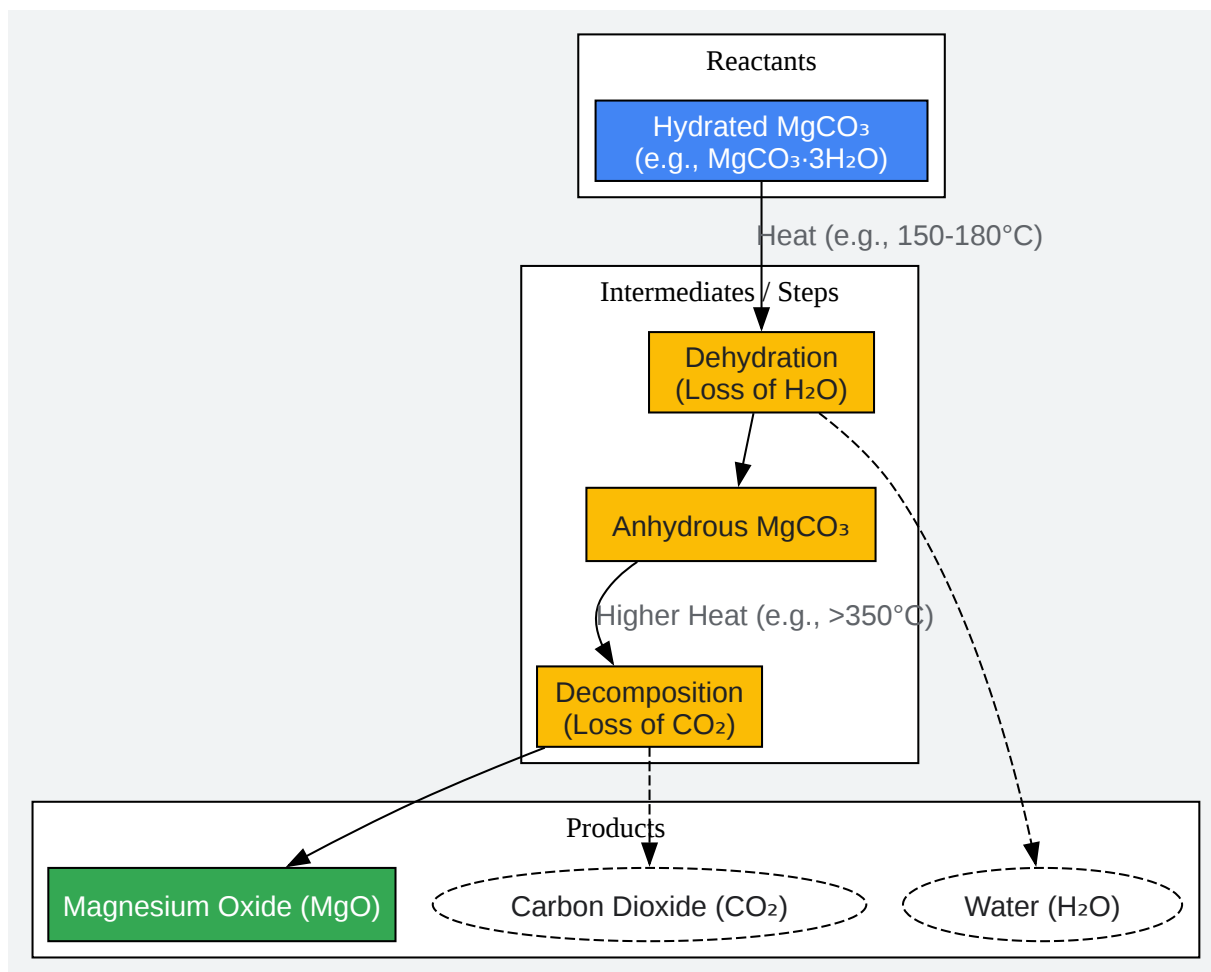 Reactants
Hydrated MgCO₃
(e.g., MgCO₃·3H₂O)
Heat (e.g., 150-180°C)
Intermediates / Steps
Dehydration
(Loss of H₂O)
Anhydrous MgCO₃
Higher Heat (e.g., >350°C)
Decomposition
(Loss of CO₂)
Products
Magnesium Oxide (MgO)
Carbon Dioxide (CO₂)
Water (H₂O)